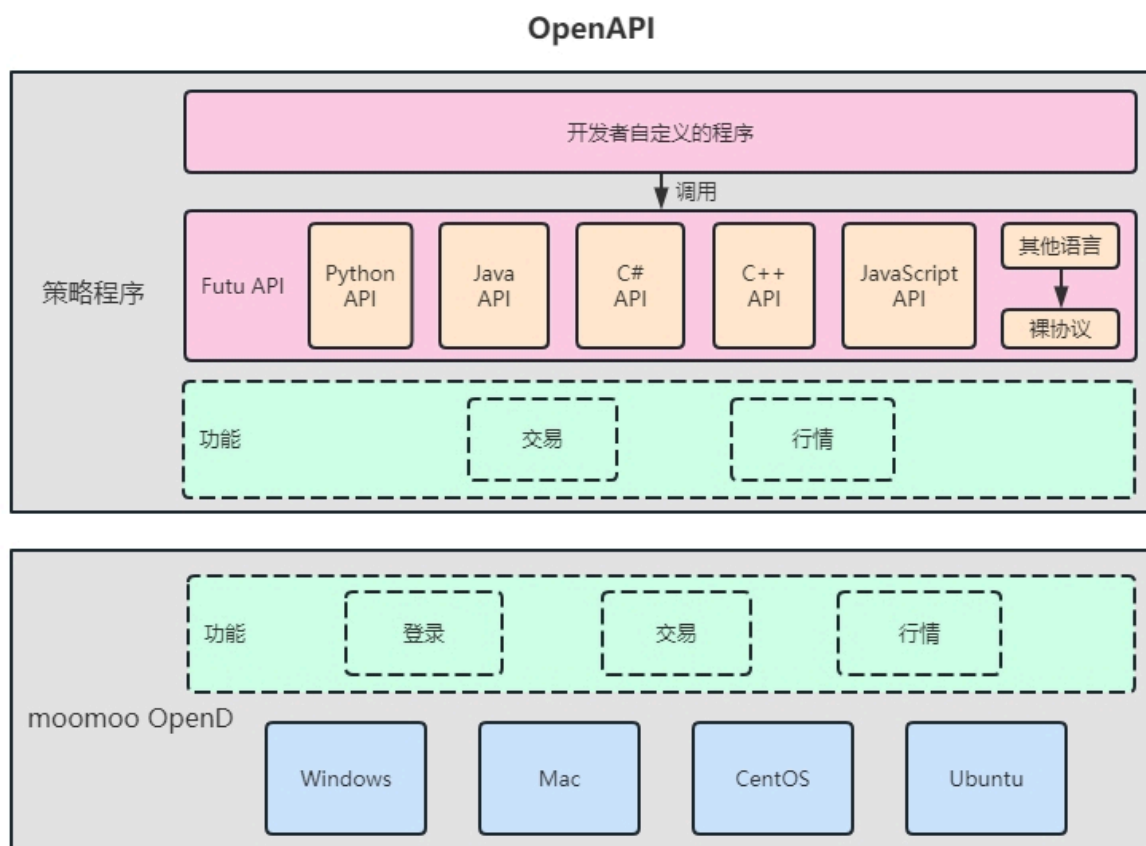 OpenAPI
开发者自定义的程序
调用
策略程序
Futu API
Python
API
Java
API
C#
API
C++
API
JavaScript
API
其他语言
裸协议
功能
交易
行情
moomoo OpenD
功能
登录
交易
行情
Windows
Mac
CentOS
Ubuntu